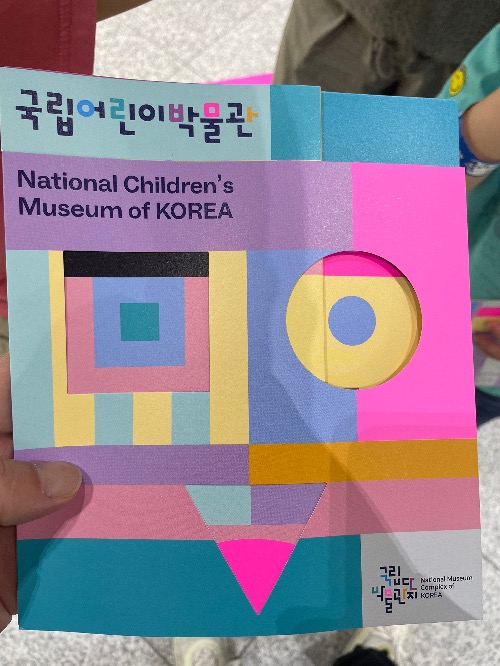 국립어린이박물관
National Children's
Museum of KOREA
국립
박물관단지
National Museum
Complex of
KOREA